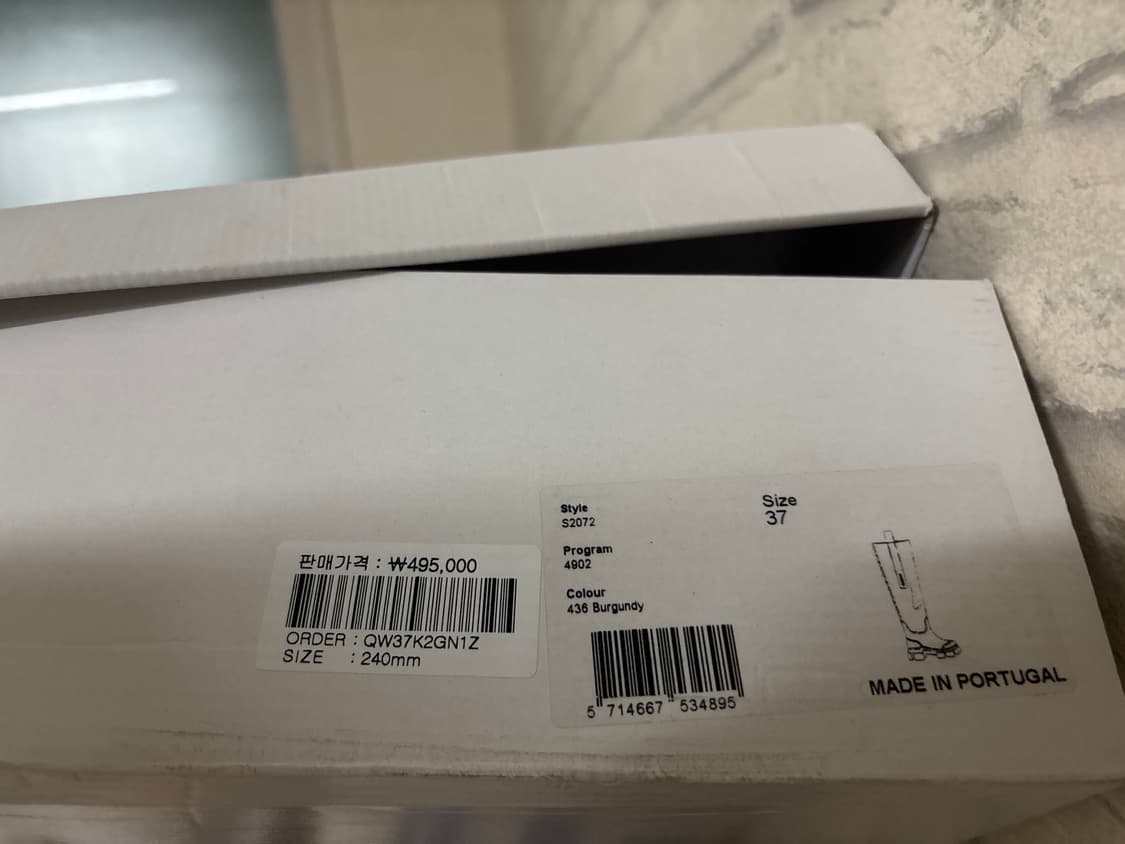 판매가격 : ₩495,000
ORDER : QW37K2GN1Z
SIZE : 240mm
Style
S2072
Size
37
Program
4902
Colour
436 Burgundy
5 714667 534895
MADE IN PORTUGAL